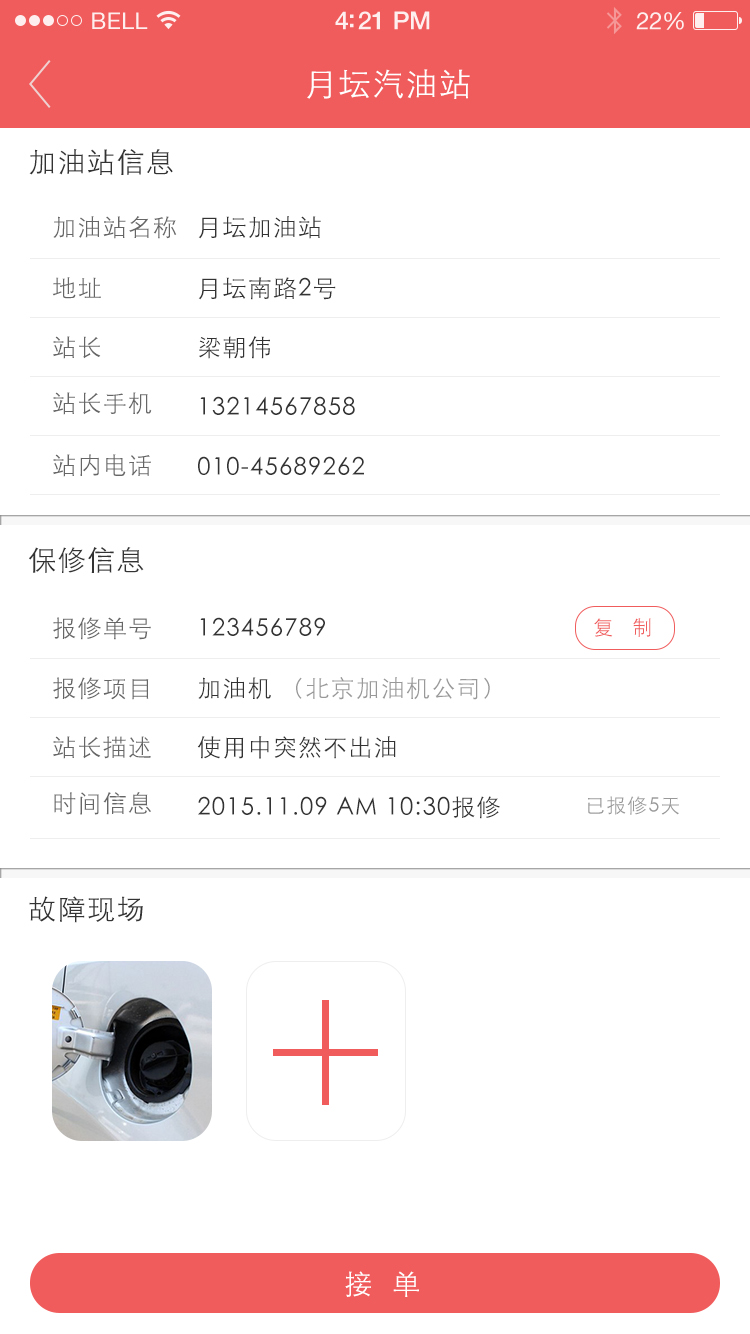 BELL 4:21 PM 22%
月坛汽油站
加油站信息
加油站名称 月坛加油站
地址 月坛南路2号
站长 梁朝伟
站长手机 13214567858
站内电话 010-45689262
保修信息
报修单号 123456789 复 制
报修项目 加油机 （北京加油机公司）
站长描述 使用中突然不出油
时间信息 2015.11.09 AM 10:30报修 已报修5天
故障现场
接 单